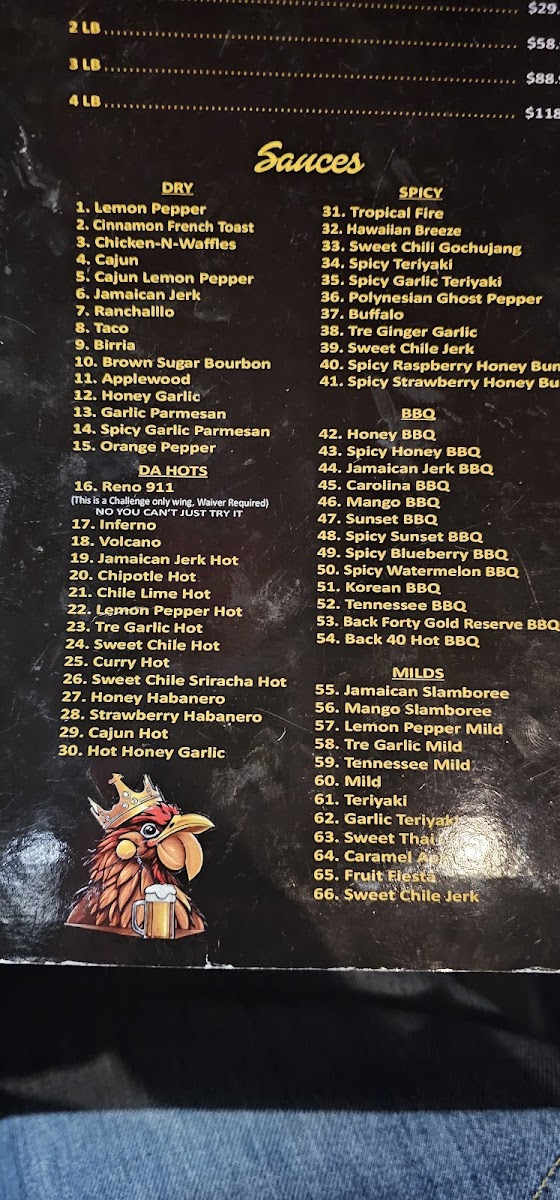 $29.
2 LB $58.
3 LB $88.
4 LB $118
Sauces
DRY
1. Lemon Pepper
2. Cinnamon French Toast
3. Chicken-N-Waffles
4. Cajun
5. Cajun Lemon Pepper
6. Jamaican Jerk
7. Ranchalllo
8. Taco
9. Birria
10. Brown Sugar Bourbon
11. Applewood
12. Honey Garlic
13. Garlic Parmesan
14. Spicy Garlic Parmesan
15. Orange Pepper
DA HOTS
16. Reno 911
(This is a Challenge only wing, Waiver Required)
NO YOU CAN'T JUST TRY IT
17. Inferno
18. Volcano
19. Jamaican Jerk Hot
20. Chipotle Hot
21. Chile Lime Hot
22. Lemon Pepper Hot
23. Tre Garlic Hot
24. Sweet Chile Hot
25. Curry Hot
26. Sweet Chile Sriracha Hot
27. Honey Habanero
28. Strawberry Habanero
29. Cajun Hot
30. Hot Honey Garlic
SPICY
31. Tropical Fire
32. Hawaiian Breeze
33. Sweet Chili Gochujang
34. Spicy Teriyaki
35. Spicy Garlic Teriyaki
36. Polynesian Ghost Pepper
37. Buffalo
38. Tre Ginger Garlic
39. Sweet Chile Jerk
40. Spicy Raspberry Honey Bun
41. Spicy Strawberry Honey Bu
BBQ
42. Honey BBQ
43. Spicy Honey BBQ
44. Jamaican Jerk BBQ
45. Carolina BBQ
46. Mango BBQ
47. Sunset BBQ
48. Spicy Sunset BBQ
49. Spicy Blueberry BBQ
50. Spicy Watermelon BBQ
51. Korean BBQ
52. Tennessee BBQ
53. Back Forty Gold Reserve BBQ
54. Back 40 Hot BBQ
MILDS
55. Jamaican Slamboree
56. Mango Slamboree
57. Lemon Pepper Mild
58. Tre Garlic Mild
59. Tennessee Mild
60. Mild
61. Teriyaki
62. Garlic Teriyaki
63. Sweet Thai
64. Caramel
65. Fruit Fiesta
66. Sweet Chile Jerk